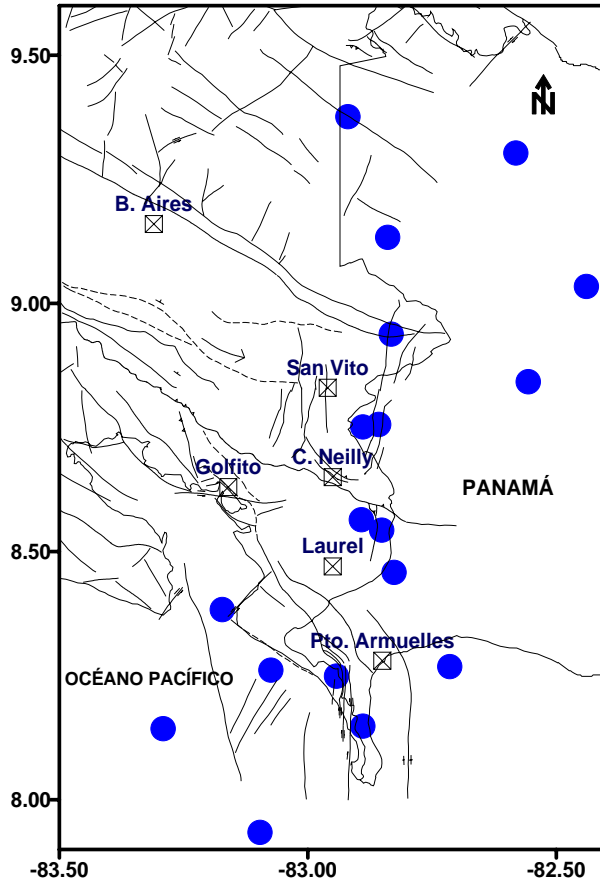 9.50
N
B. Aires
9.00
San Vito
C. Neilly
Golfito
PANAMÁ
8.50
Laurel
Pto. Armuelles
OCÉANO PACÍFICO
8.00
-83.50
-83.00
-82.50